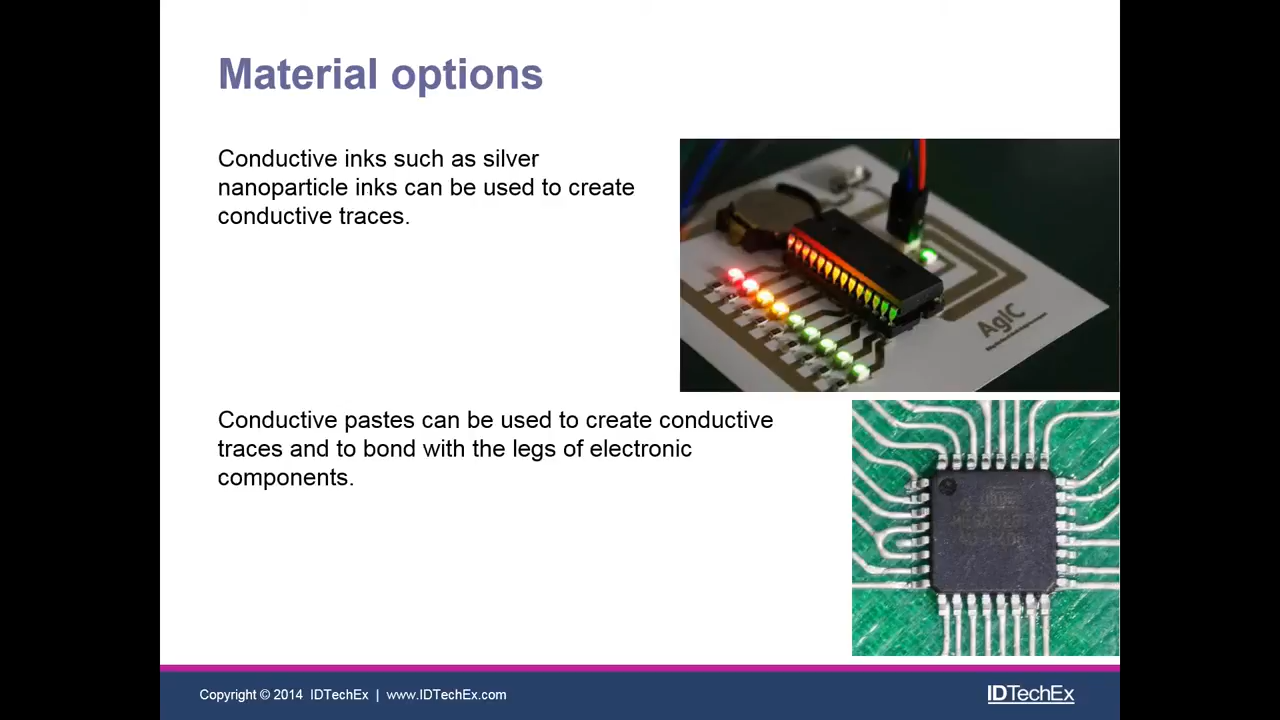 Material options
Conductive inks such as silver
nanoparticle inks can be used to create
conductive traces.
AgIC
Conductive pastes can be used to create conductive
traces and to bond with the legs of electronic
components.
Copyright © 2014 IDTechEx | www.IDTechEx.com
IDTechEx